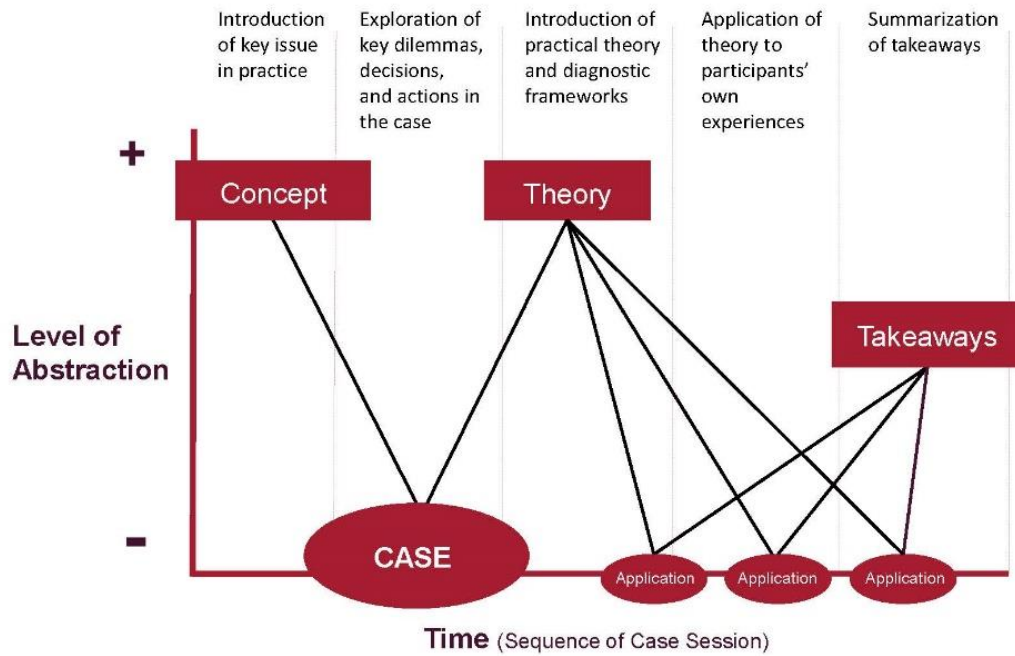 Introduction
of key issue
in practice
Exploration of
key dilemmas,
decisions,
and actions in
the case
Introduction of
practical theory
and diagnostic
frameworks
Application of
theory to
participants'
own
experiences
Summarization
of takeaways
+
Concept
Theory
Level of
Abstraction
Takeaways
-
CASE
Application
Application
Application
Time (Sequence of Case Session)